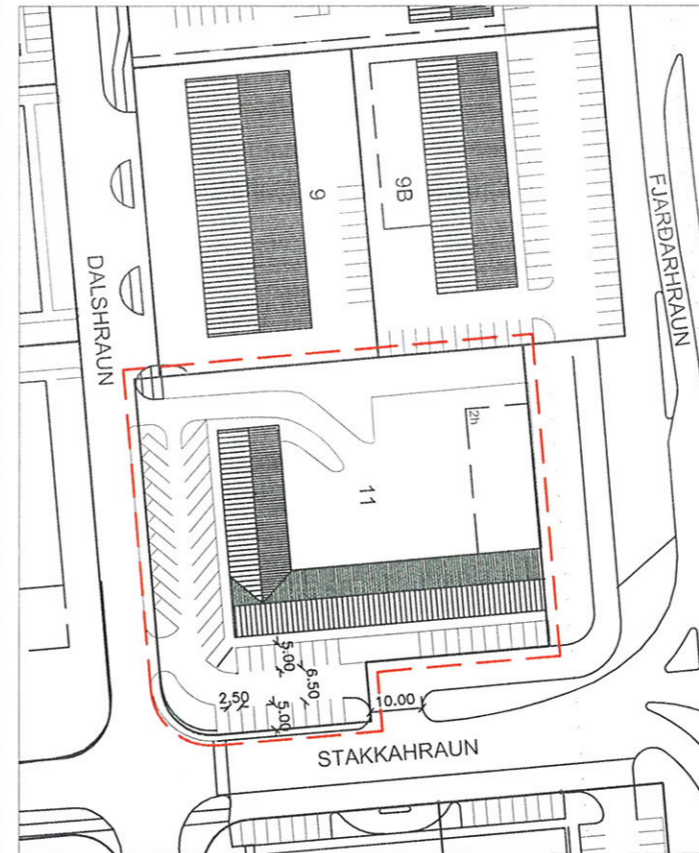 9
9B
FJARÐARHRAUN
DALSHRAUN
2h
11
5.00
6.50
2.50
5.00
10.00
STAKKAHRAUN